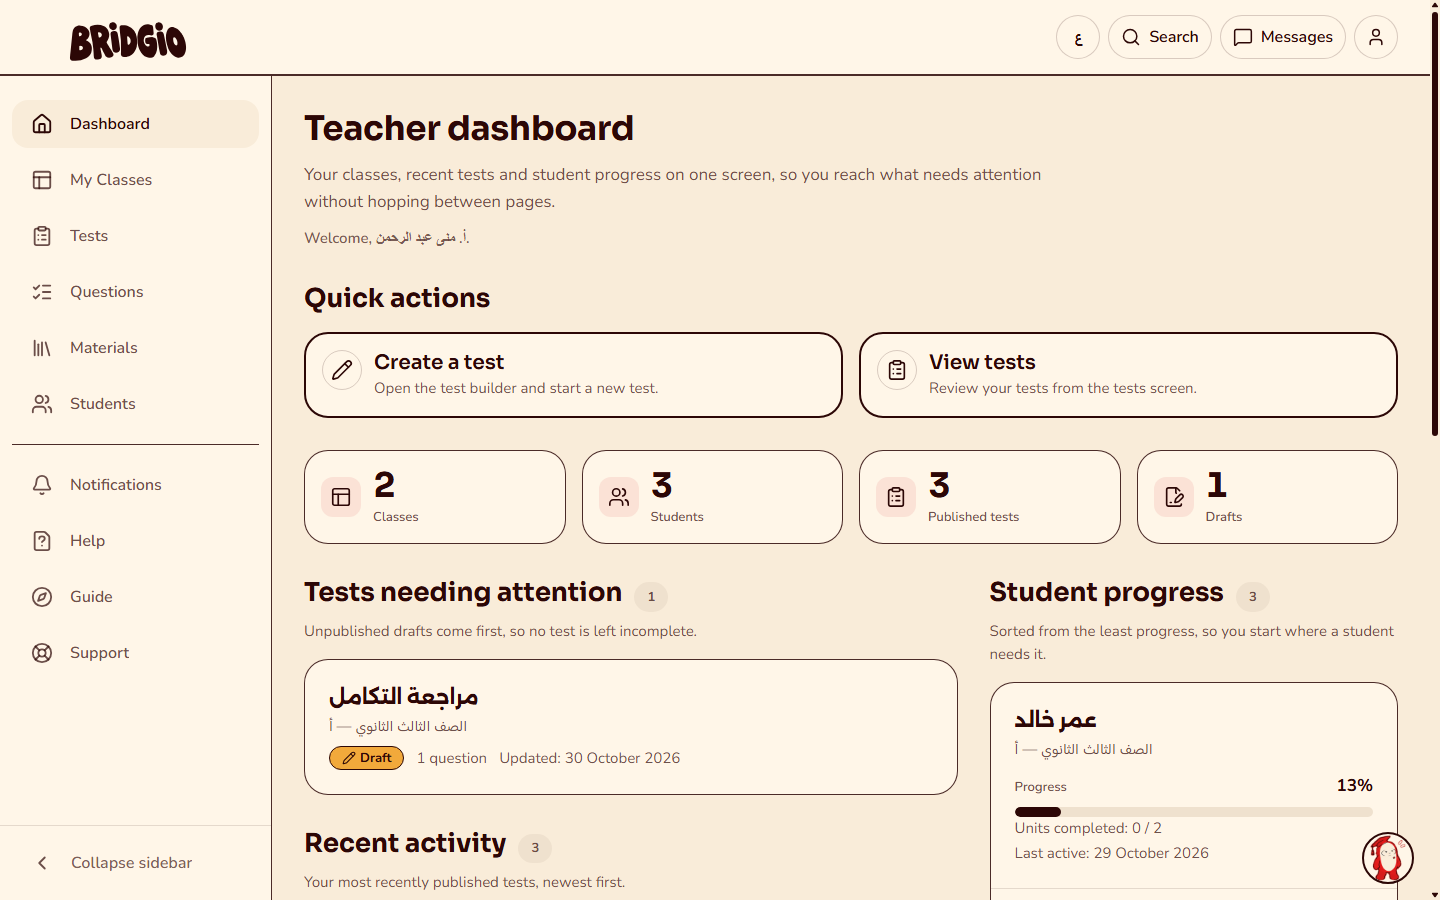 BRiDGiO
ع
Search
Messages
Dashboard
My Classes
Tests
Questions
Materials
Students
Notifications
Help
Guide
Support
Collapse sidebar
Teacher dashboard
Your classes, recent tests and student progress on one screen, so you reach what needs attention
without hopping between pages.
Welcome, أ. منى عبد الرحمن.
Quick actions
Create a test
Open the test builder and start a new test.
View tests
Review your tests from the tests screen.
2
Classes
3
Students
3
Published tests
1
Drafts
Tests needing attention 1
Unpublished drafts come first, so no test is left incomplete.
مراجعة التكامل
الصف الثالث الثانوي — أ
Draft 1 question Updated: 30 October 2026
Recent activity 3
Your most recently published tests, newest first.
Student progress 3
Sorted from the least progress, so you start where a student
needs it.
عمر خالد
الصف الثالث الثانوي — أ
Progress 13%
Units completed: 0 / 2
Last active: 29 October 2026